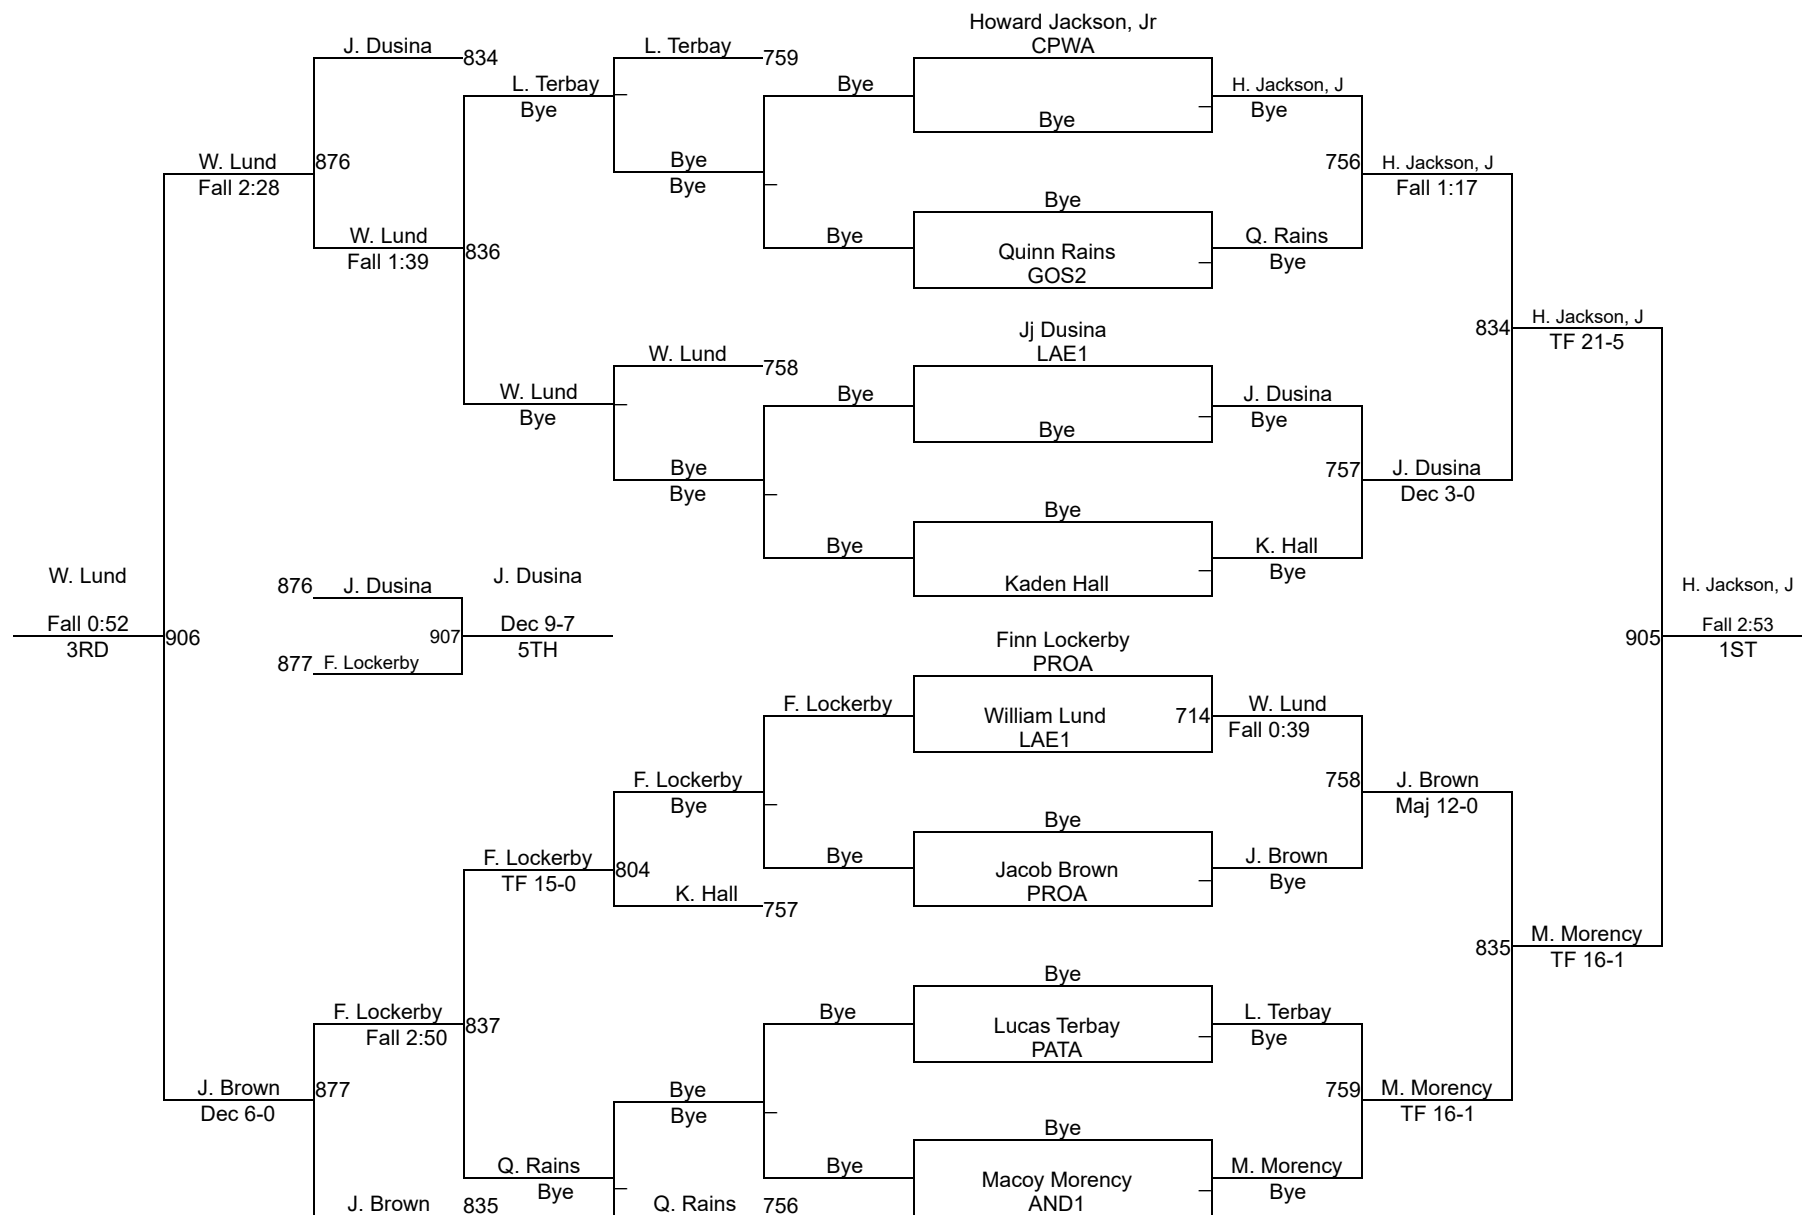 Howard Jackson, Jr
J. Dusina
L. Terbay
CPWA
834
759
L. Terbay
Bye
H. Jackson, J
Bye
Bye
Bye
W. Lund
876
Bye
756
H. Jackson, J
Fall 2:28
Bye
Fall 1:17
Bye
W. Lund
836
Bye
Quinn Rains
Q. Rains
Fall 1:39
GOS2
Bye
Jj Dusina
834
H. Jackson, J
W. Lund
758
LAE1
TF 21-5
W. Lund
Bye
J. Dusina
Bye
Bye
Bye
Bye
757
J. Dusina
Bye
Dec 3-0
Bye
Bye
K. Hall
W. Lund
876
J. Dusina
J. Dusina
Kaden Hall
Bye
H. Jackson, J
Fall 0:52
906
907
Dec 9-7
905
Fall 2:53
3RD
5TH
1ST
877
F. Lockerby
Finn Lockerby
PROA
F. Lockerby
William Lund
714
W. Lund
LAE1
Fall 0:39
F. Lockerby
758
J. Brown
Bye
Maj 12-0
Bye
F. Lockerby
804
Bye
Jacob Brown
J. Brown
TF 15-0
K. Hall
757
PROA
Bye
835
M. Morency
TF 16-1
Bye
F. Lockerby
837
Bye
Lucas Terbay
L. Terbay
Fall 2:50
PATA
Bye
J. Brown
877
Bye
759
M. Morency
Dec 6-0
Bye
TF 16-1
Bye
Q. Rains
Bye
Macoy Morency
M. Morency
Bye
AND1
Bye
J. Brown
835
Q. Rains
756